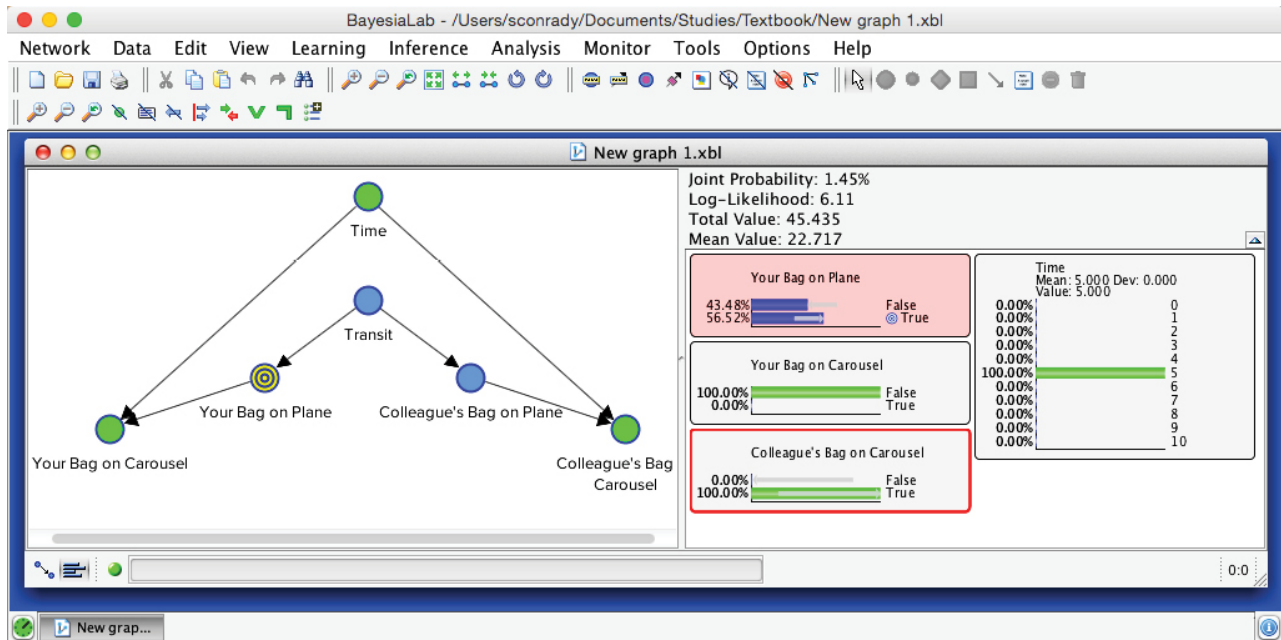 BayesiaLab - /Users/sconrady/Documents/Studies/Textbook/New graph 1.xbl
Network Data Edit View Learning Inference Analysis Monitor Tools Options Help
New graph 1.xbl
Time
Transit
Your Bag on Plane
Colleague's Bag on Plane
Your Bag on Carousel
Colleague's Bag
Carousel
Joint Probability: 1.45%
Log-Likelihood: 6.11
Total Value: 45.435
Mean Value: 22.717
Your Bag on Plane
43.48% False
56.52% True
Your Bag on Carousel
100.00% False
0.00% True
Colleague's Bag on Carousel
0.00% False
100.00% True
Time
Mean: 5.000 Dev: 0.000
Value: 5.000
0.00% 0
0.00% 1
0.00% 2
0.00% 3
0.00% 4
100.00% 5
0.00% 6
0.00% 7
0.00% 8
0.00% 9
0.00% 10
0:0
New grap...